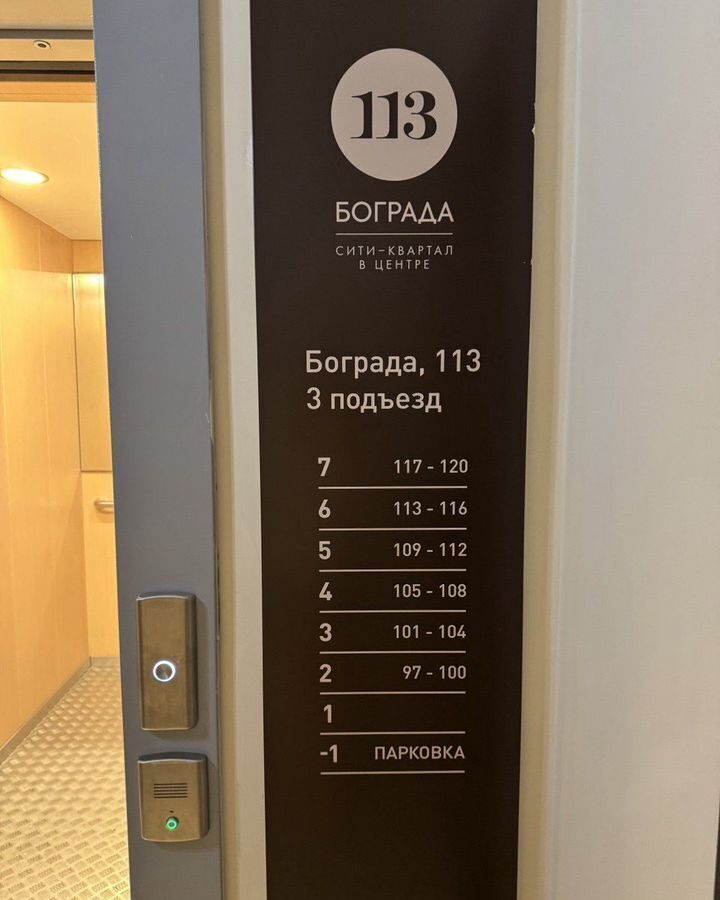 113
БОГРАДА
СИТИ-КВАРТАЛ
В ЦЕНТРЕ
Бограда, 113
3 подъезд
7 117 - 120
6 113 - 116
5 109 - 112
4 105 - 108
3 101 - 104
2 97 - 100
1
-1 ПАРКОВКА